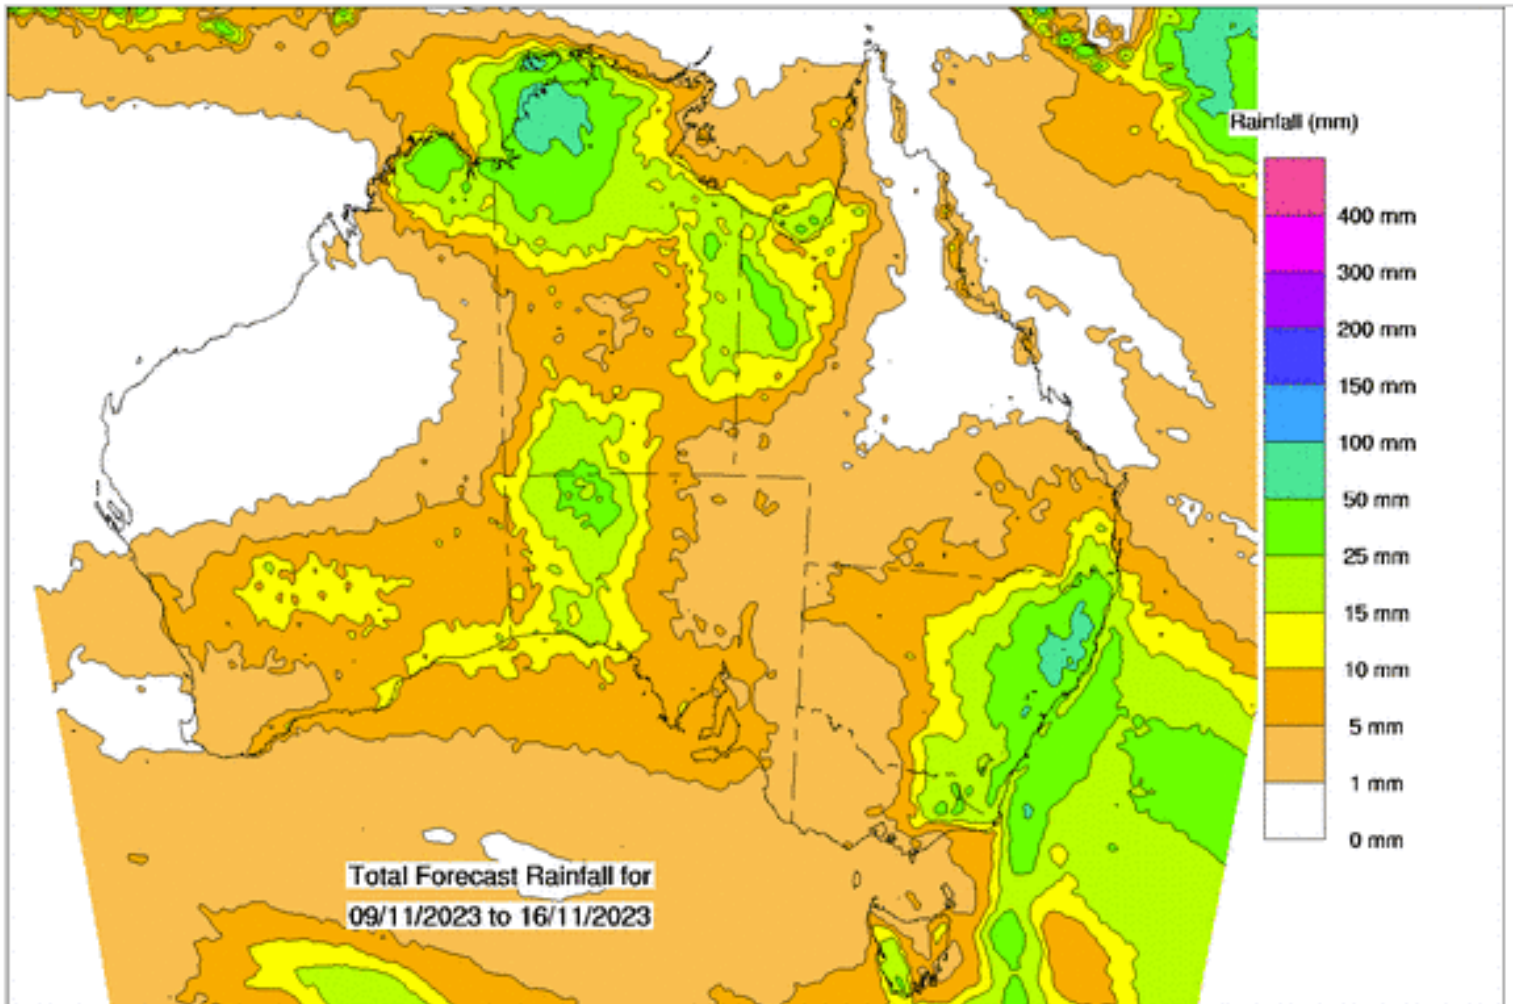 Rainfall (mm)
400 mm
300 mm
200 mm
150 mm
100 mm
50 mm
25 mm
15 mm
10 mm
5 mm
1 mm
0 mm
Total Forecast Rainfall for
09/11/2023 to 16/11/2023